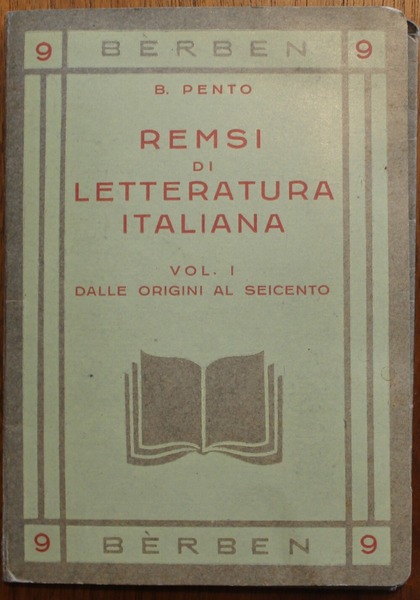 9 BÈRBEN 9
B. PENTO
REMSI
DI
LETTERATURA
ITALIANA
VOL. I
DALLE ORIGINI AL SEICENTO
9 BÈRBEN 9